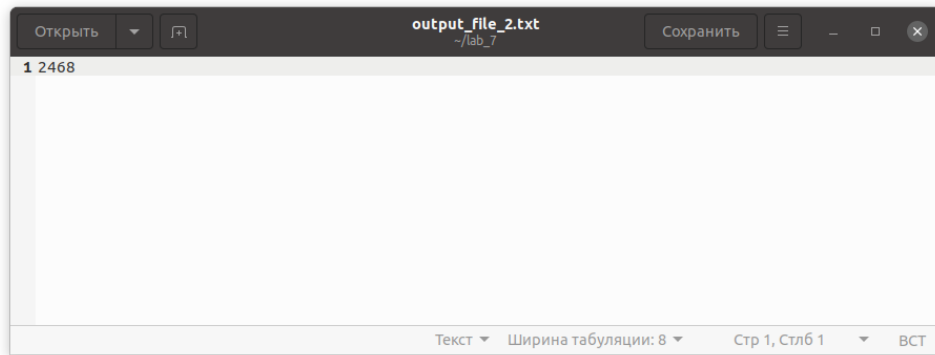 Открыть
output_file_2.txt
~/lab_7
Сохранить
1 2468
Текст Ширина табуляции: 8 Стр 1, Стлб 1 ВСТ